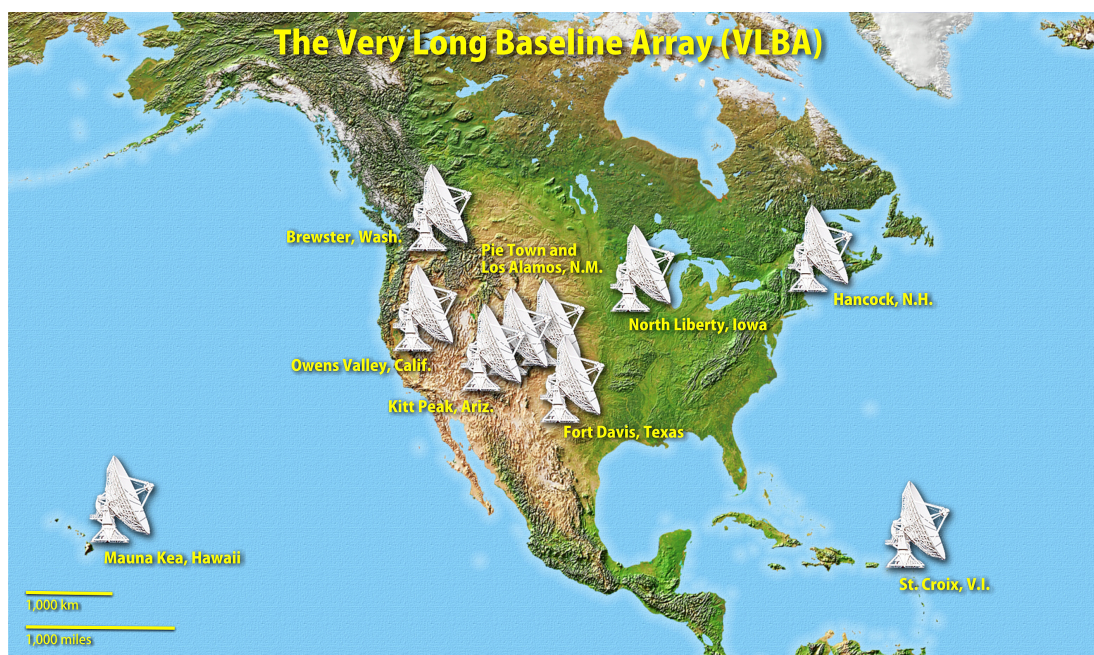 The Very Long Baseline Array (VLBA)
Brewster, Wash.
Pie Town and
Los Alamos, N.M.
Hancock, N.H.
North Liberty, Iowa
Owens Valley, Calif.
Kitt Peak, Ariz.
Fort Davis, Texas
Mauna Kea, Hawaii
St. Croix, V.I.
1,000 km
1,000 miles